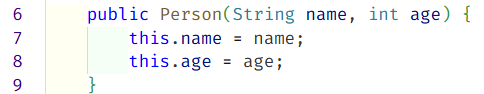 6    public Person(String name, int age) {
7        this.name = name;
8        this.age = age;
9    }